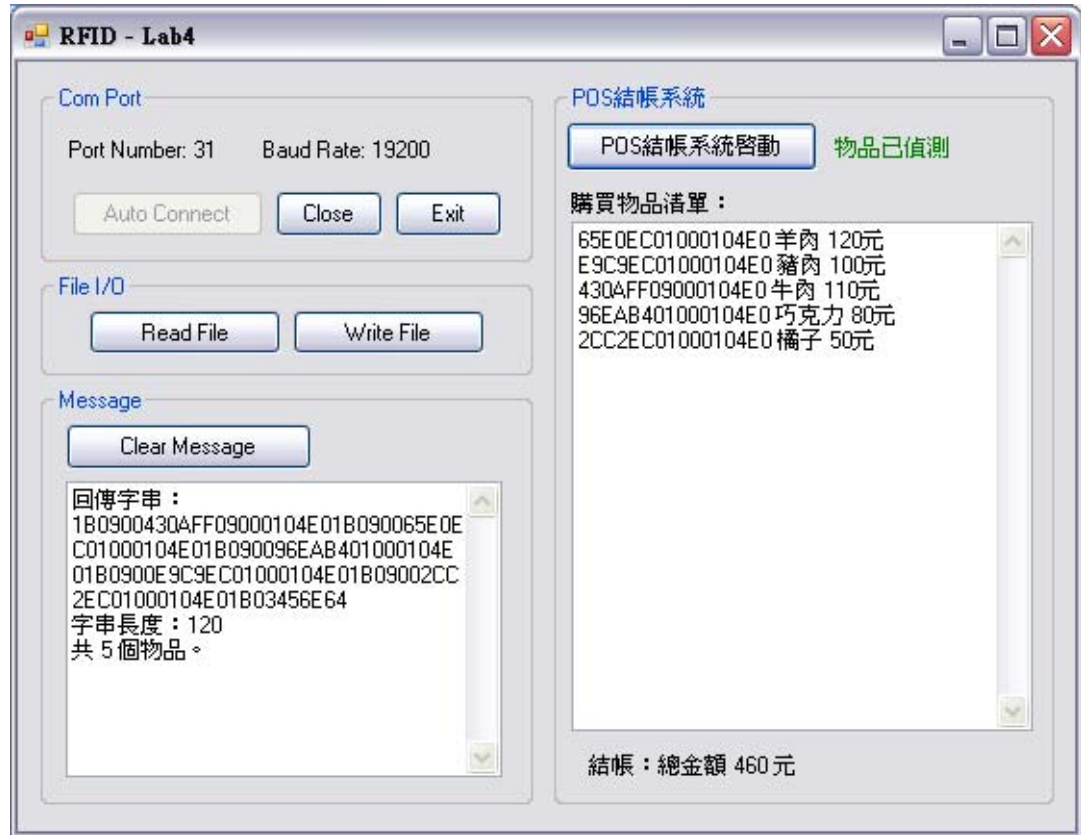 RFID - Lab4
Com Port
Port Number: 31 Baud Rate: 19200
Auto Connect Close Exit
File I/O
Read File Write File
Message
Clear Message
回傳字串：
1B0900430AFF09000104E01B090065E0E
C01000104E01B090096EAB401000104E
01B0900E9C9EC01000104E01B09002CC
2EC01000104E01B03456E64
字串長度：120
共 5 個物品。
POS結帳系統
POS結帳系統啓動 物品已偵測
購買物品清單：
65E0EC01000104E0 羊肉 120元
E9C9EC01000104E0 豬肉 100元
430AFF09000104E0 牛肉 110元
96EAB401000104E0 巧克力 80元
2CC2EC01000104E0 橘子 50元
結帳：總金額 460 元